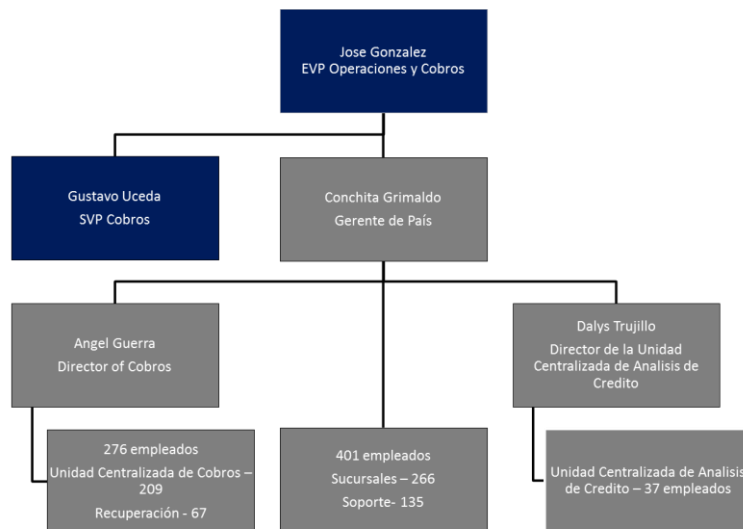 Jose Gonzalez
EVP Operaciones y Cobros
Gustavo Uceda
SVP Cobros
Conchita Grimaldo
Gerente de País
Angel Guerra
Director of Cobros
Dalys Trujillo
Director de la Unidad
Centralizada de Analisis de
Credito
276 empleados
Unidad Centralizada de Cobros –
209
Recuperación - 67
401 empleados
Sucursales – 266
Soporte- 135
Unidad Centralizada de Analisis
de Credito – 37 empleados